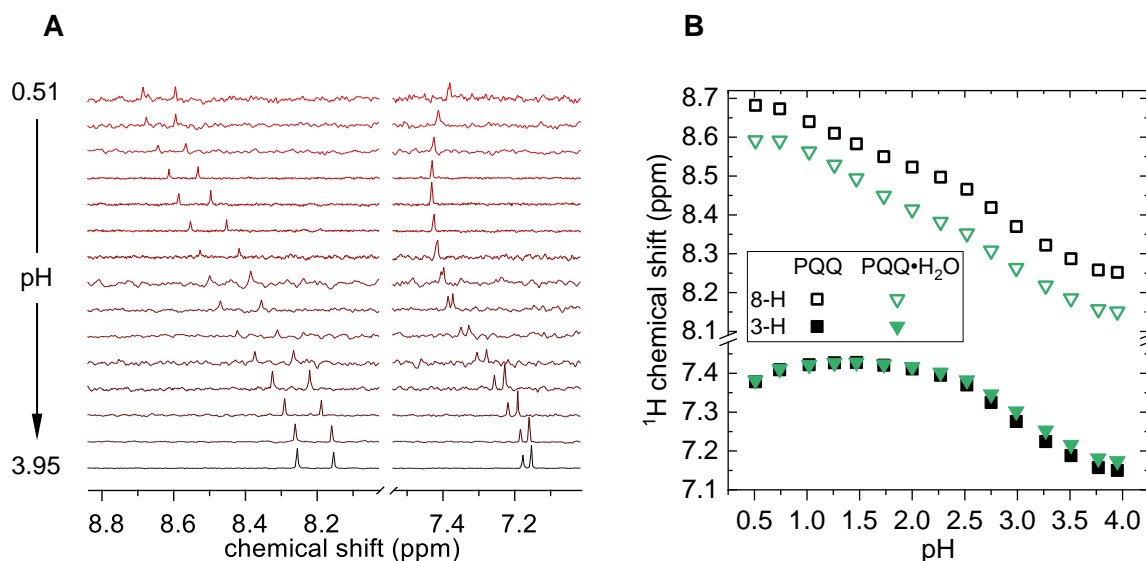 A
0.51
pH
3.95
8.8 8.6 8.4 8.2 7.4 7.2
chemical shift (ppm)
B
8.7
8.6
8.5
8.4
8.3
8.2
8.1
7.4
7.3
7.2
7.1
¹H chemical shift (ppm)
PQQ PQQ•H₂O
8-H
3-H
0.5 1.0 1.5 2.0 2.5 3.0 3.5 4.0
pH